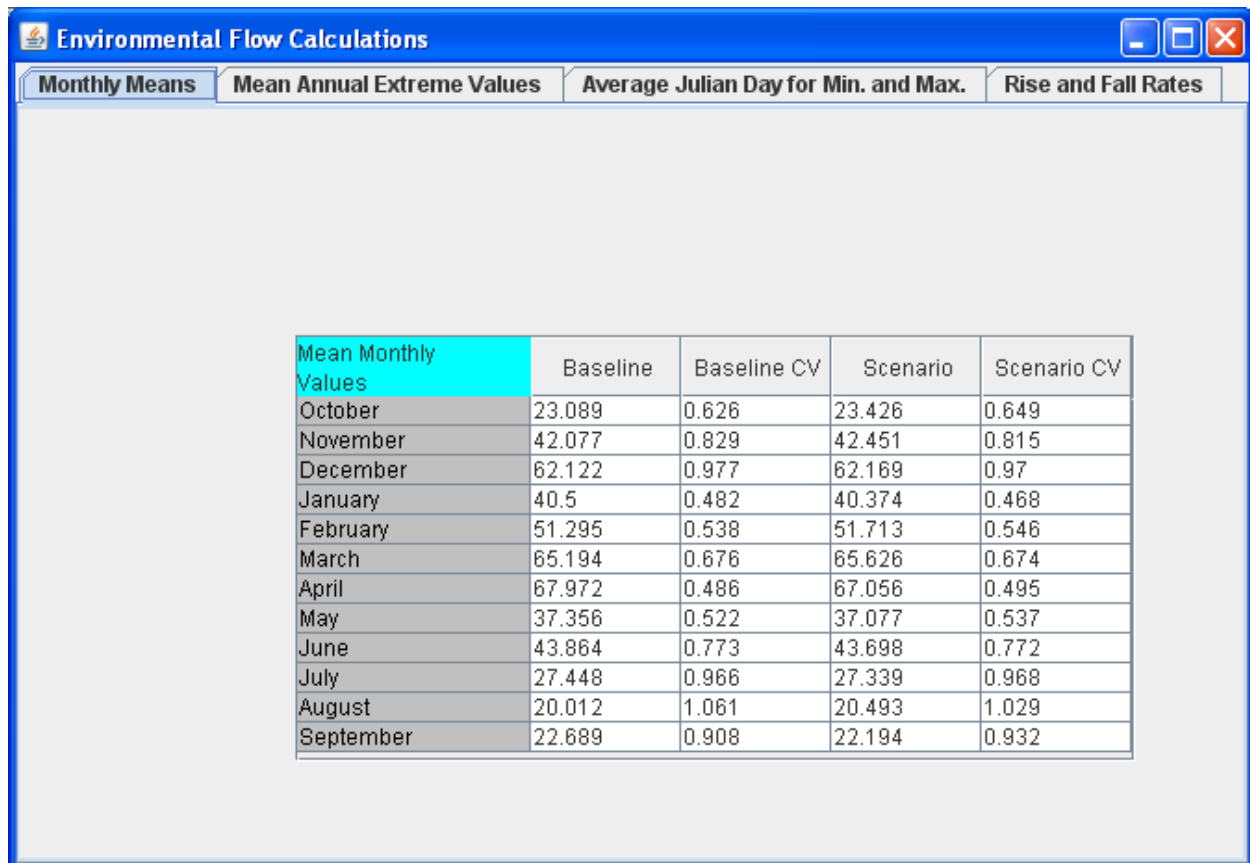 Environmental Flow Calculations
Monthly Means Mean Annual Extreme Values Average Julian Day for Min. and Max. Rise and Fall Rates
Mean Monthly
Values Baseline Baseline CV Scenario Scenario CV
October 23.089 0.626 23.426 0.649
November 42.077 0.829 42.451 0.815
December 62.122 0.977 62.169 0.97
January 40.5 0.482 40.374 0.468
February 51.295 0.538 51.713 0.546
March 65.194 0.676 65.626 0.674
April 67.972 0.486 67.056 0.495
May 37.356 0.522 37.077 0.537
June 43.864 0.773 43.698 0.772
July 27.448 0.966 27.339 0.968
August 20.012 1.061 20.493 1.029
September 22.689 0.908 22.194 0.932